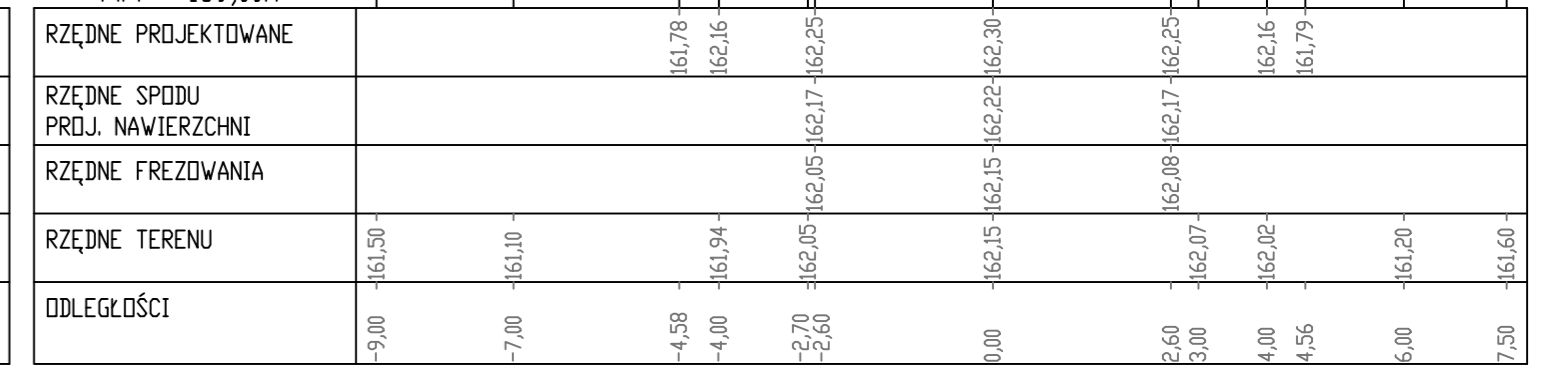 RZĘDNE PROJEKTOWANE 161,78 162,16 162,25 162,30 162,25 162,16 161,79
RZĘDNE SPODU
PROJ. NAWIERZCHNI 162,17 162,22 162,17
RZĘDNE FREZOWANIA 162,05 162,15 162,08
RZĘDNE TERENU 161,50 161,10 161,94 162,05 162,15 162,07 162,02 161,20 161,60
ODLEGŁOŚCI -9,00 -7,00 -4,58 -4,00 -2,70 -2,60 0,00 2,60 3,00 4,00 4,56 6,00 7,50